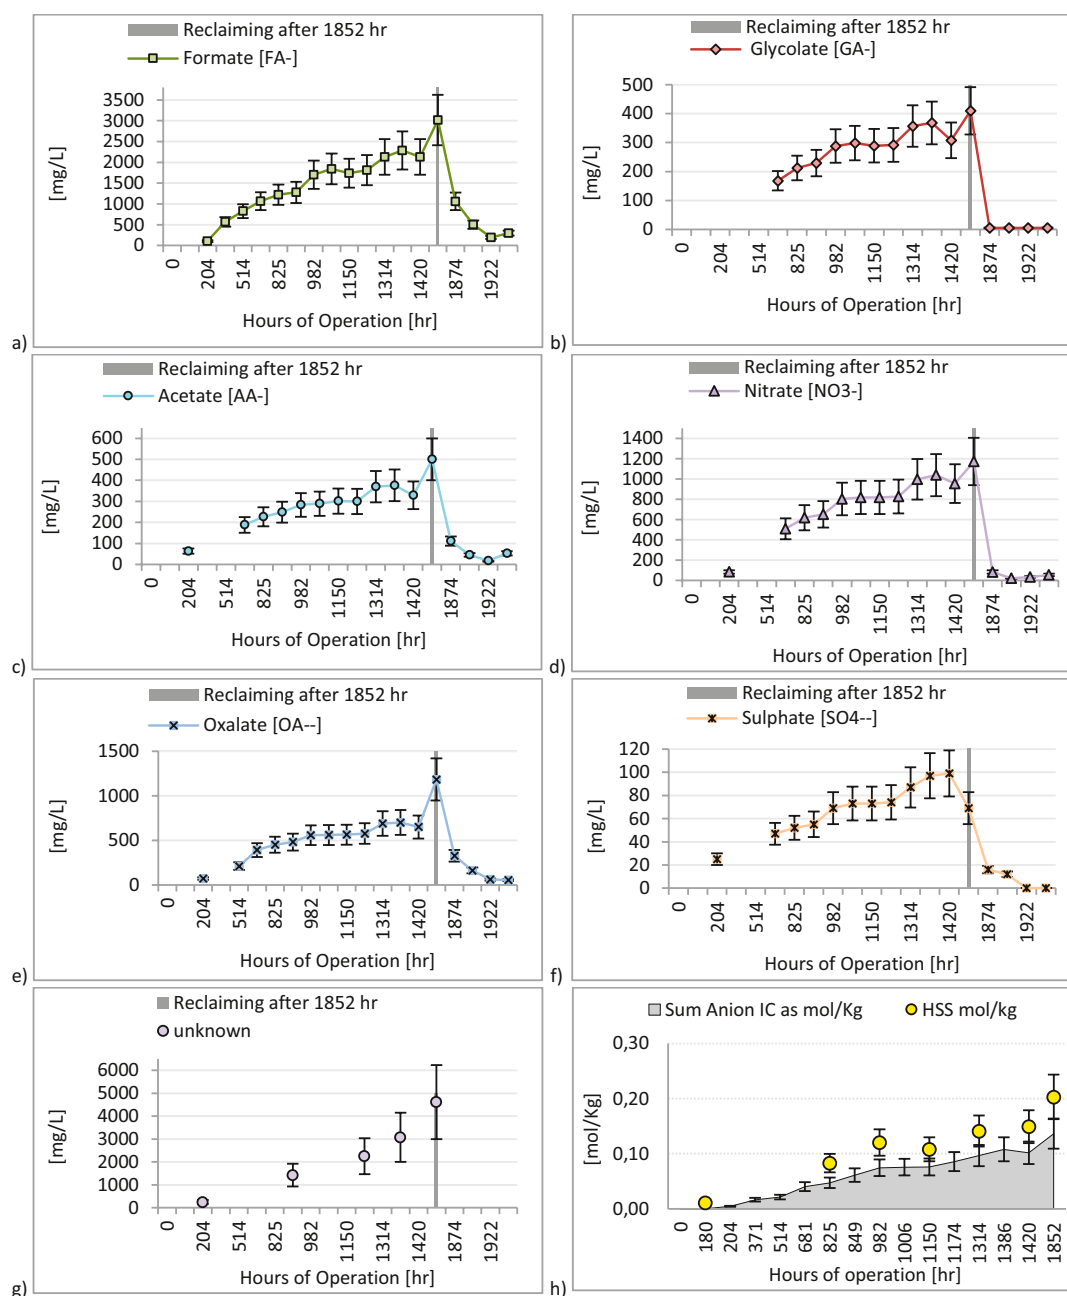 Reclaiming after 1852 hr
Formate [FA-]
3500
3000
2500
2000
1500
1000
500
0
[mg/L]
0 204 514 825 982 1150 1314 1420 1874 1922
Hours of Operation [hr]
a)
Reclaiming after 1852 hr
Glycolate [GA-]
500
400
300
200
100
0
[mg/L]
0 204 514 825 982 1150 1314 1420 1874 1922
Hours of Operation [hr]
b)
Reclaiming after 1852 hr
Acetate [AA-]
600
500
400
300
200
100
0
[mg/L]
0 204 514 825 982 1150 1314 1420 1874 1922
Hours of Operation [hr]
c)
Reclaiming after 1852 hr
Nitrate [NO3-]
1400
1200
1000
800
600
400
200
0
[mg/L]
0 204 514 825 982 1150 1314 1420 1874 1922
Hours of Operation [hr]
d)
Reclaiming after 1852 hr
Oxalate [OA--]
1500
1000
500
0
[mg/L]
0 204 514 825 982 1150 1314 1420 1874 1922
Hours of Operation [hr]
e)
Reclaiming after 1852 hr
Sulphate [SO4--]
120
100
80
60
40
20
0
[mg/L]
0 204 514 825 982 1150 1314 1420 1874 1922
Hours of Operation [hr]
f)
Reclaiming after 1852 hr
unknown
6000
5000
4000
3000
2000
1000
0
[mg/L]
0 204 514 825 982 1150 1314 1420 1874 1922
Hours of Operation [hr]
g)
Sum Anion IC as mol/Kg HSS mol/kg
0,30
0,20
0,10
0,00
[mol/Kg]
0 180 204 371 514 681 825 849 982 1006 1150 1174 1314 1386 1420 1852
Hours of operation [hr]
h)